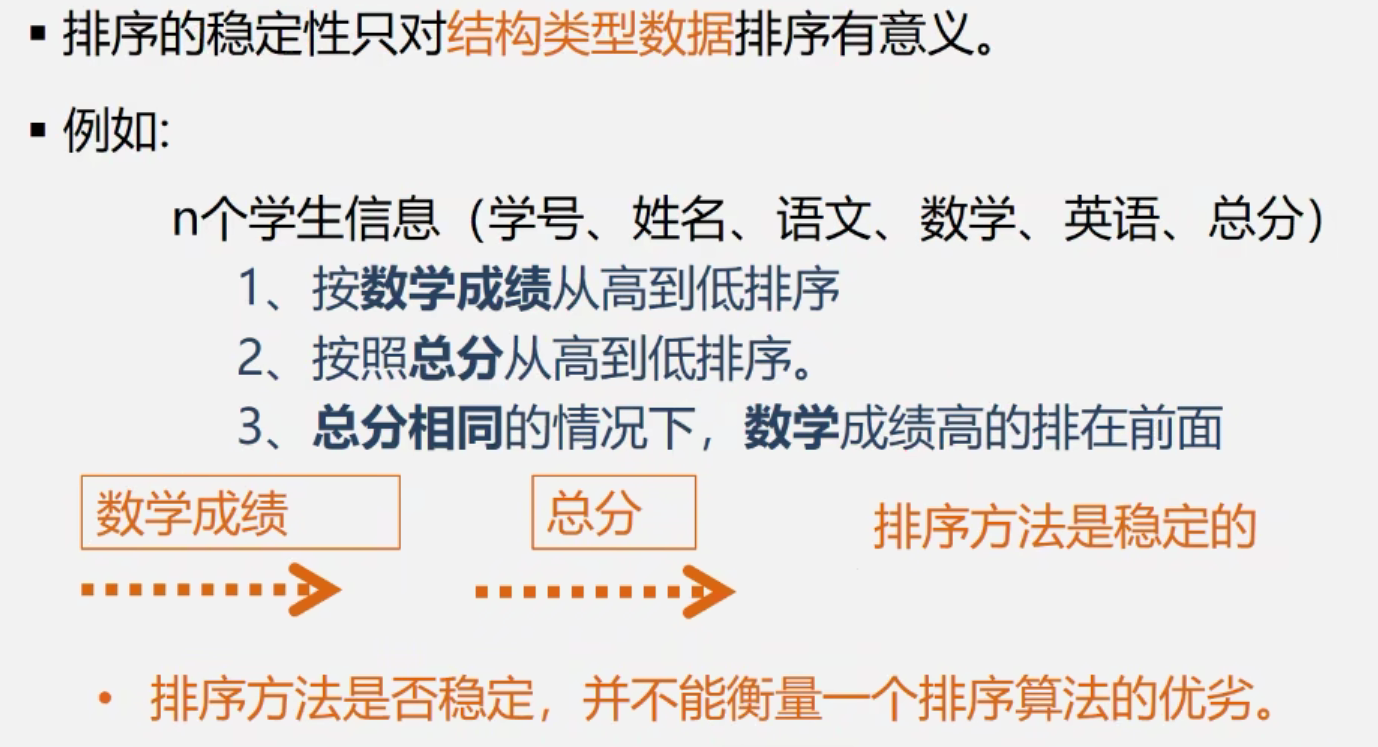 ▪ 排序的稳定性只对结构类型数据排序有意义。
▪ 例如:
n个学生信息（学号、姓名、语文、数学、英语、总分）
1、按数学成绩从高到低排序
2、按照总分从高到低排序。
3、总分相同的情况下，数学成绩高的排在前面
数学成绩 总分 排序方法是稳定的
• 排序方法是否稳定，并不能衡量一个排序算法的优劣。